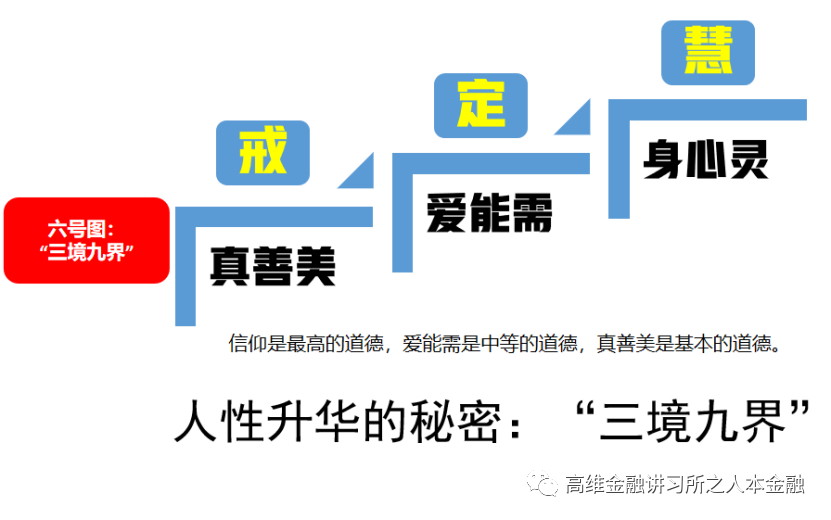 慧
定
身心灵
戒
爱能需
六号图：
“三境九界”
真善美
信仰是最高的道德，爱能需是中等的道德，真善美是基本的道德。
人性升华的秘密：“三境九界”
高维金融讲习所之人本金融